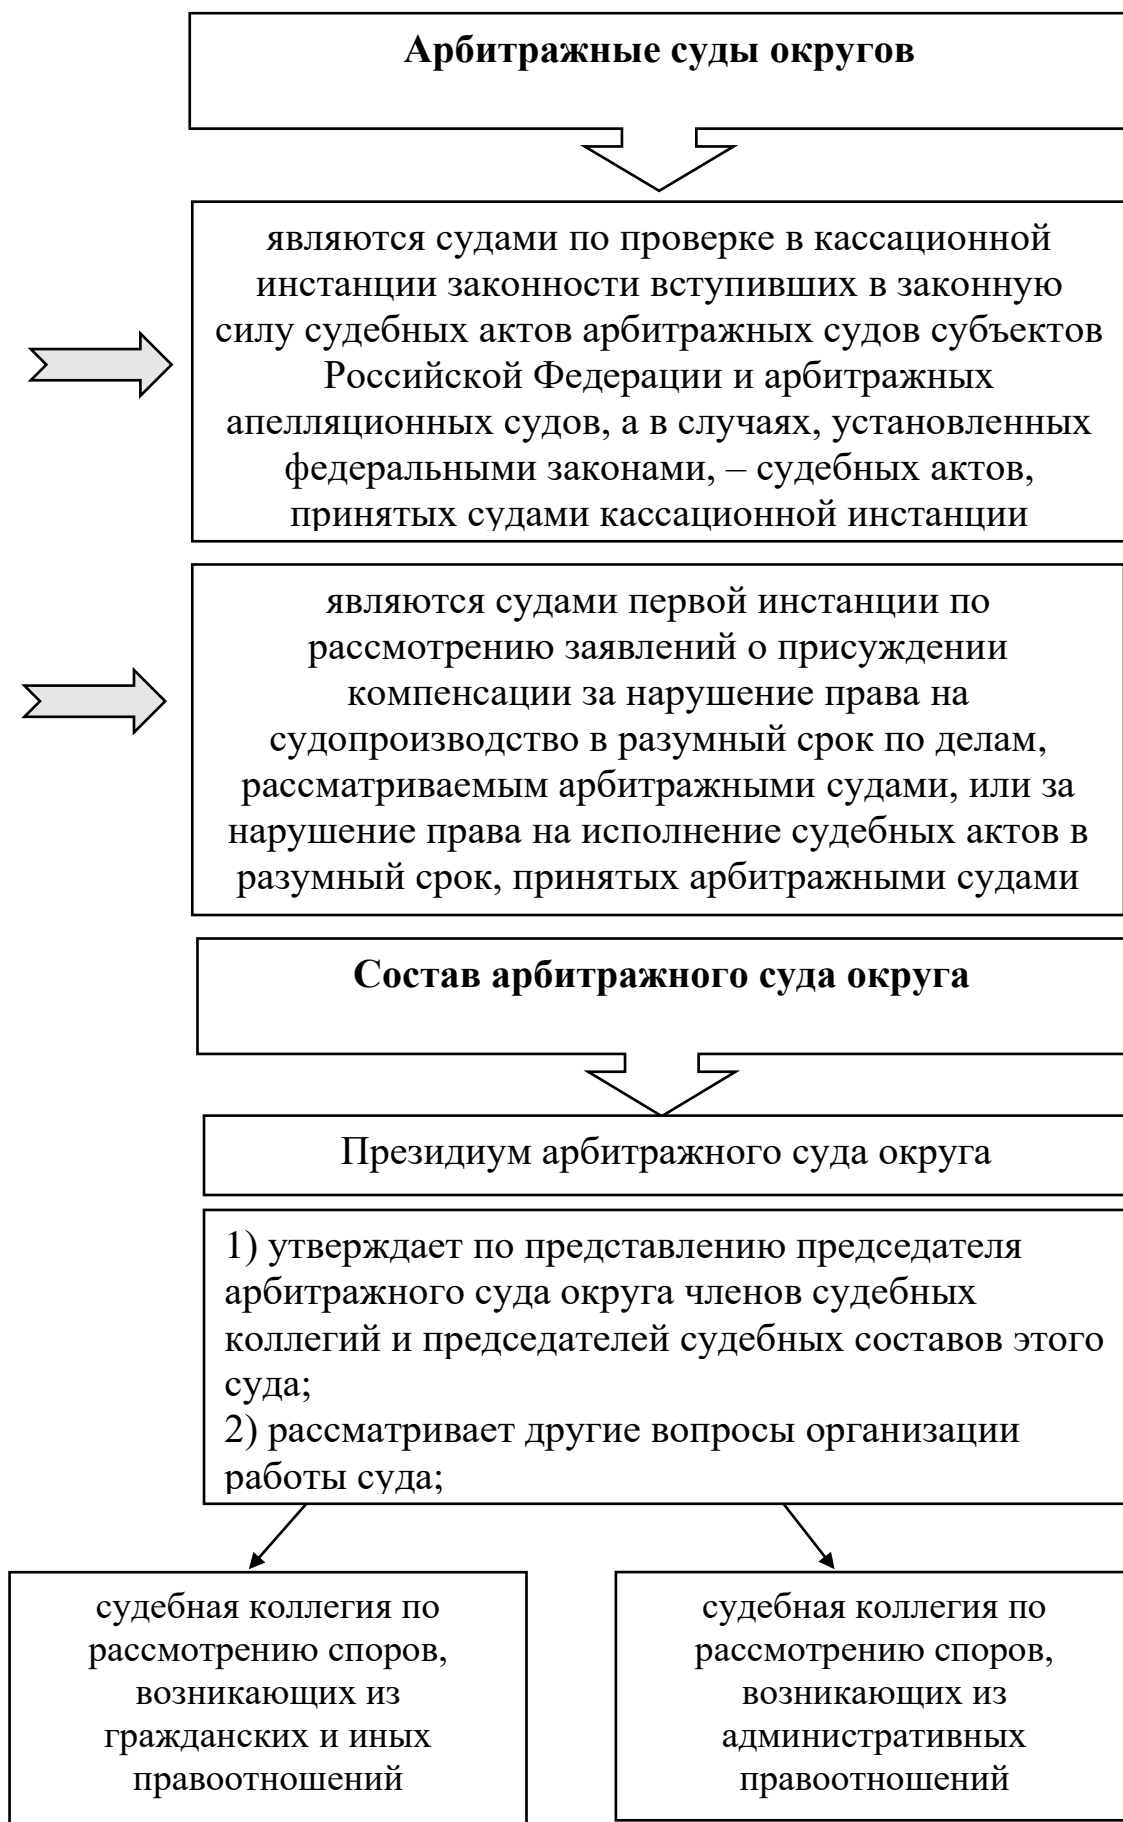 Арбитражные суды округов
являются судами по проверке в кассационной
инстанции законности вступивших в законную
силу судебных актов арбитражных судов субъектов
Российской Федерации и арбитражных
апелляционных судов, а в случаях, установленных
федеральными законами, – судебных актов,
принятых судами кассационной инстанции
являются судами первой инстанции по
рассмотрению заявлений о присуждении
компенсации за нарушение права на
судопроизводство в разумный срок по делам,
рассматриваемым арбитражными судами, или за
нарушение права на исполнение судебных актов в
разумный срок, принятых арбитражными судами
Состав арбитражного суда округа
Президиум арбитражного суда округа
1) утверждает по представлению председателя
арбитражного суда округа членов судебных
коллегий и председателей судебных составов этого
суда;
2) рассматривает другие вопросы организации
работы суда;
судебная коллегия по
рассмотрению споров,
возникающих из
гражданских и иных
правоотношений
судебная коллегия по
рассмотрению споров,
возникающих из
административных
правоотношений